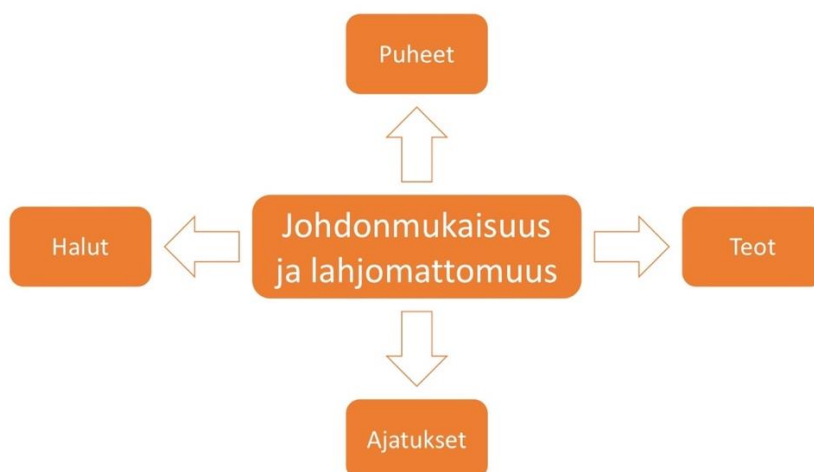 Puheet
Halut
Johdonmukaisuus
ja lahjomattomuus
Teot
Ajatukset